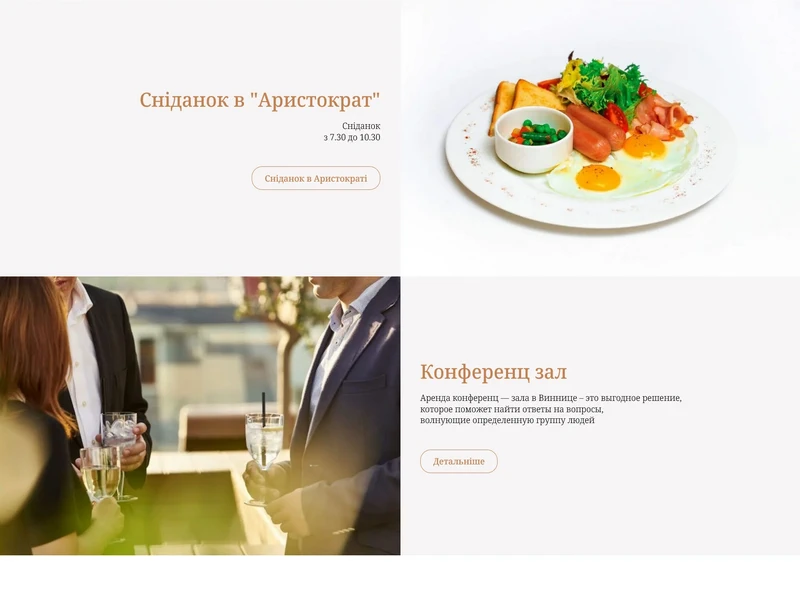 Сніданок в "Аристократ"
Сніданок
з 7.30 до 10.30
Сніданок в Аристократі
Конференц зал
Аренда конференц — зала в Виннице – это выгодное решение,
которое поможет найти ответы на вопросы,
волнующие определенную группу людей
Детальніше